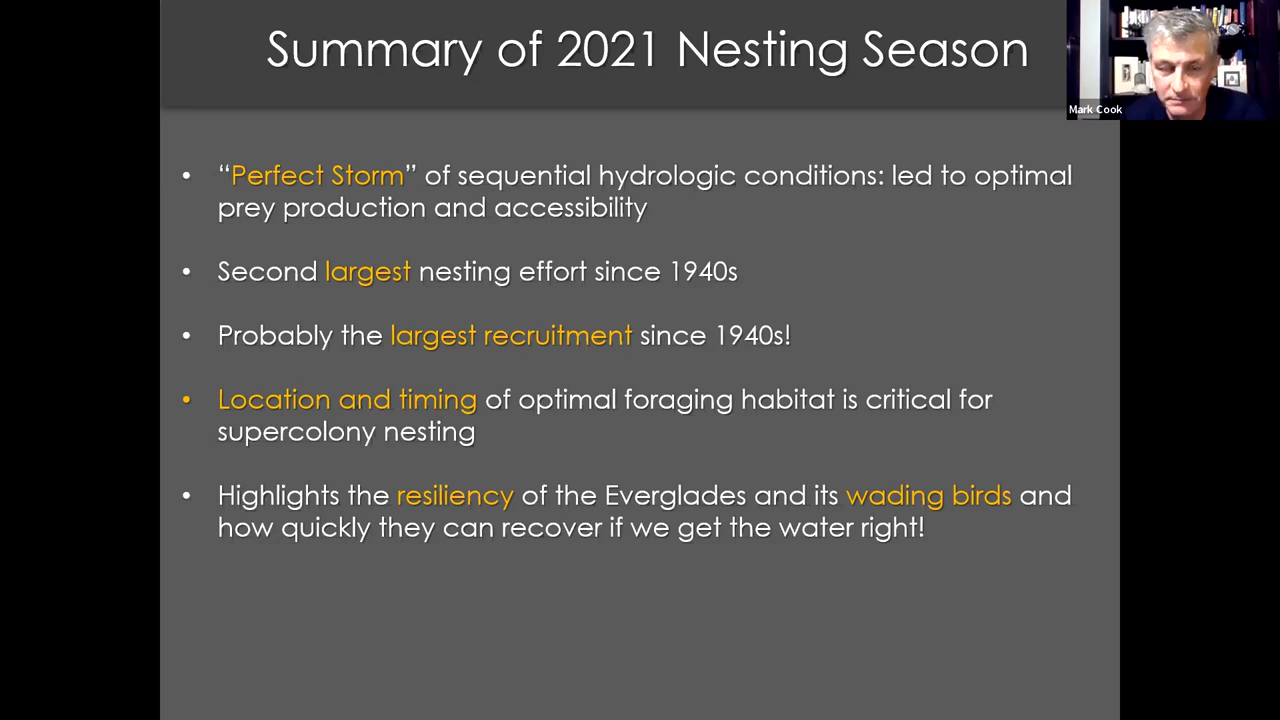 Summary of 2021 Nesting Season
Mark Cook
• “Perfect Storm” of sequential hydrologic conditions: led to optimal
prey production and accessibility
• Second largest nesting effort since 1940s
• Probably the largest recruitment since 1940s!
• Location and timing of optimal foraging habitat is critical for
supercolony nesting
• Highlights the resiliency of the Everglades and its wading birds and
how quickly they can recover if we get the water right!